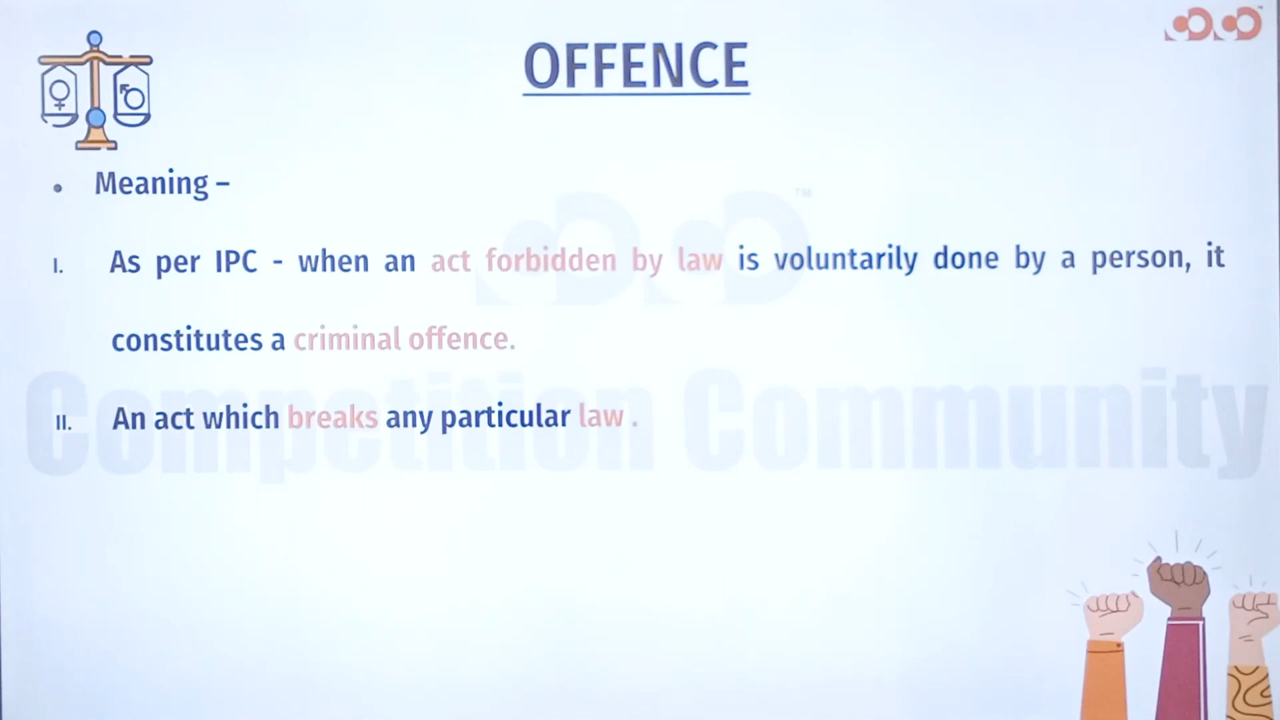 OFFENCE
• Meaning –
I. As per IPC - when an act forbidden by law is voluntarily done by a person, it
constitutes a criminal offence.
II. An act which breaks any particular law .
Competition Community
TM